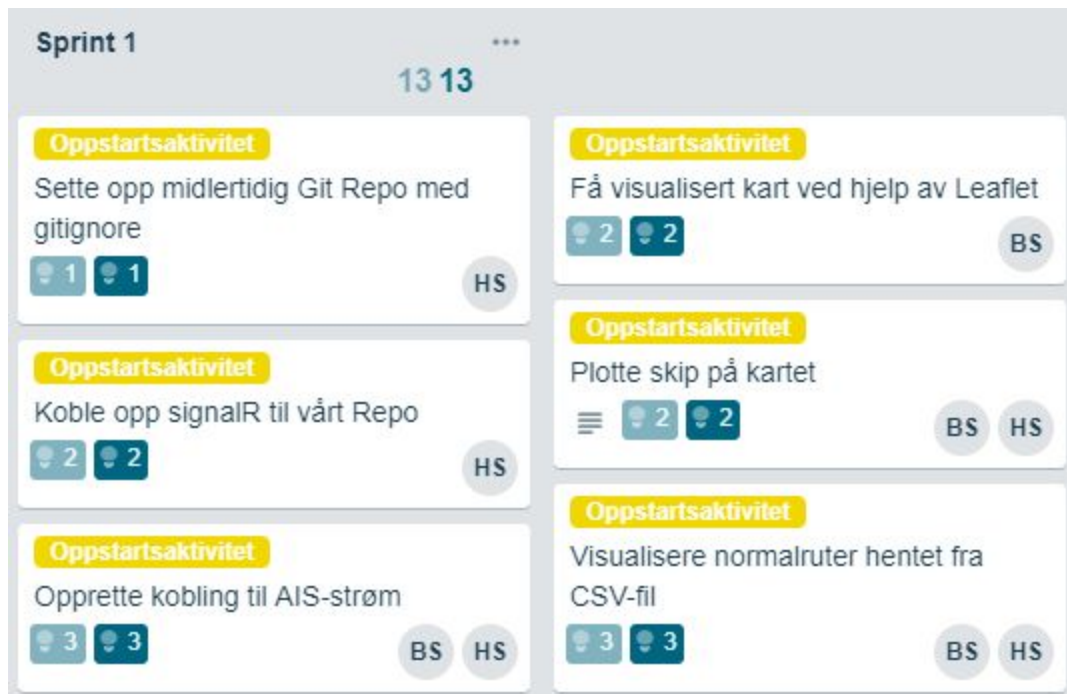 Sprint 1
13 13
Oppstartsaktivitet
Sette opp midlertidig Git Repo med
gitignore
1 1
HS
Oppstartsaktivitet
Koble opp signalR til vårt Repo
2 2
HS
Oppstartsaktivitet
Opprette kobling til AIS-strøm
3 3
BS HS
Oppstartsaktivitet
Få visualisert kart ved hjelp av Leaflet
2 2
BS
Oppstartsaktivitet
Plotte skip på kartet
2 2
BS HS
Oppstartsaktivitet
Visualisere normalruter hentet fra
CSV-fil
3 3
BS HS